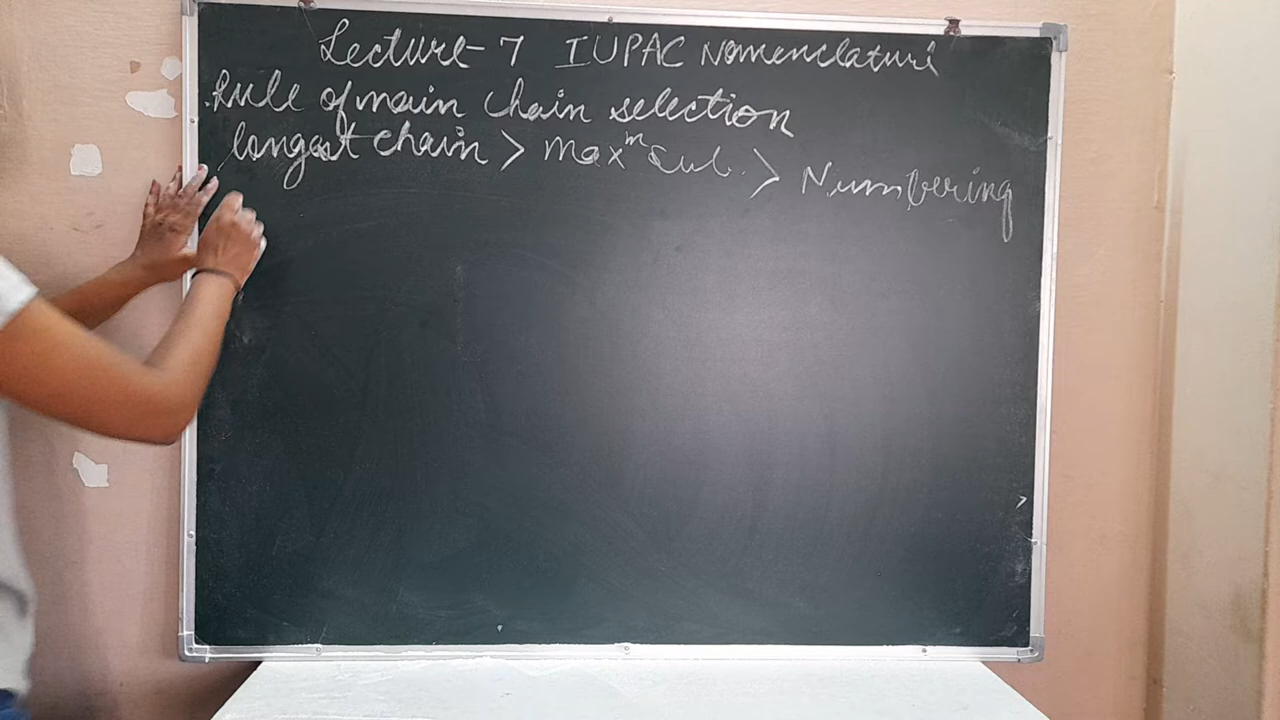 Lecture-7 IUPAC Nomenclature
Rule of main chain selection
longest chain > maxᵐ sub. > Numbering